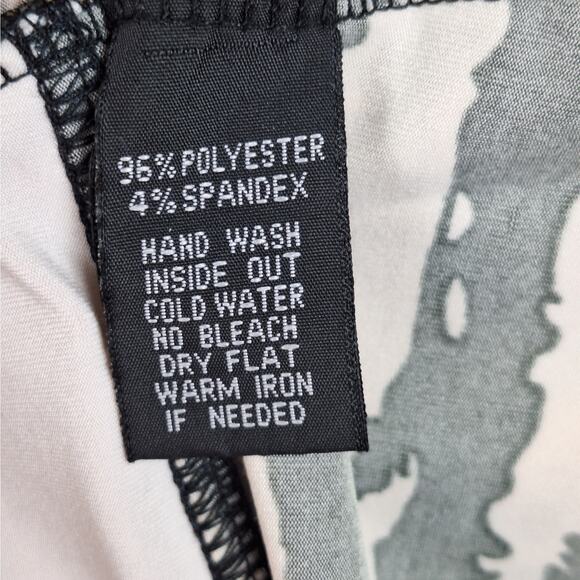 96% POLYESTER
4% SPANDEX
HAND WASH
INSIDE OUT
COLD WATER
NO BLEACH
DRY FLAT
WARM IRON
IF NEEDED